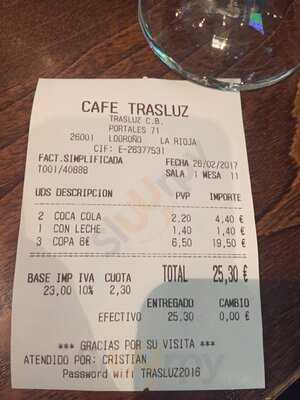 CAFE TRASLUZ
TRASLUZ C.B.
PORTALES 71
26001 LOGROÑO LA RIOJA
CIF: E-26377531
FACT.SIMPLIFICADA FECHA 26/02/2017
T001/40888 SALA 1 MESA 11
UDS DESCRIPCION PVP IMPORTE
2 COCA COLA 2,20 4,40 €
1 CON LECHE 1,40 1,40 €
3 COPA 6€ 6,50 19,50 €
BASE IMP IVA CUOTA TOTAL 25,30 €
23,00 10% 2,30
ENTREGADO CAMBIO
EFECTIVO 25,30 0,00 €
*** GRACIAS POR SU VISITA ***
ATENDIDO POR: CRISTIAN
Password wifi TRASLUZ2016